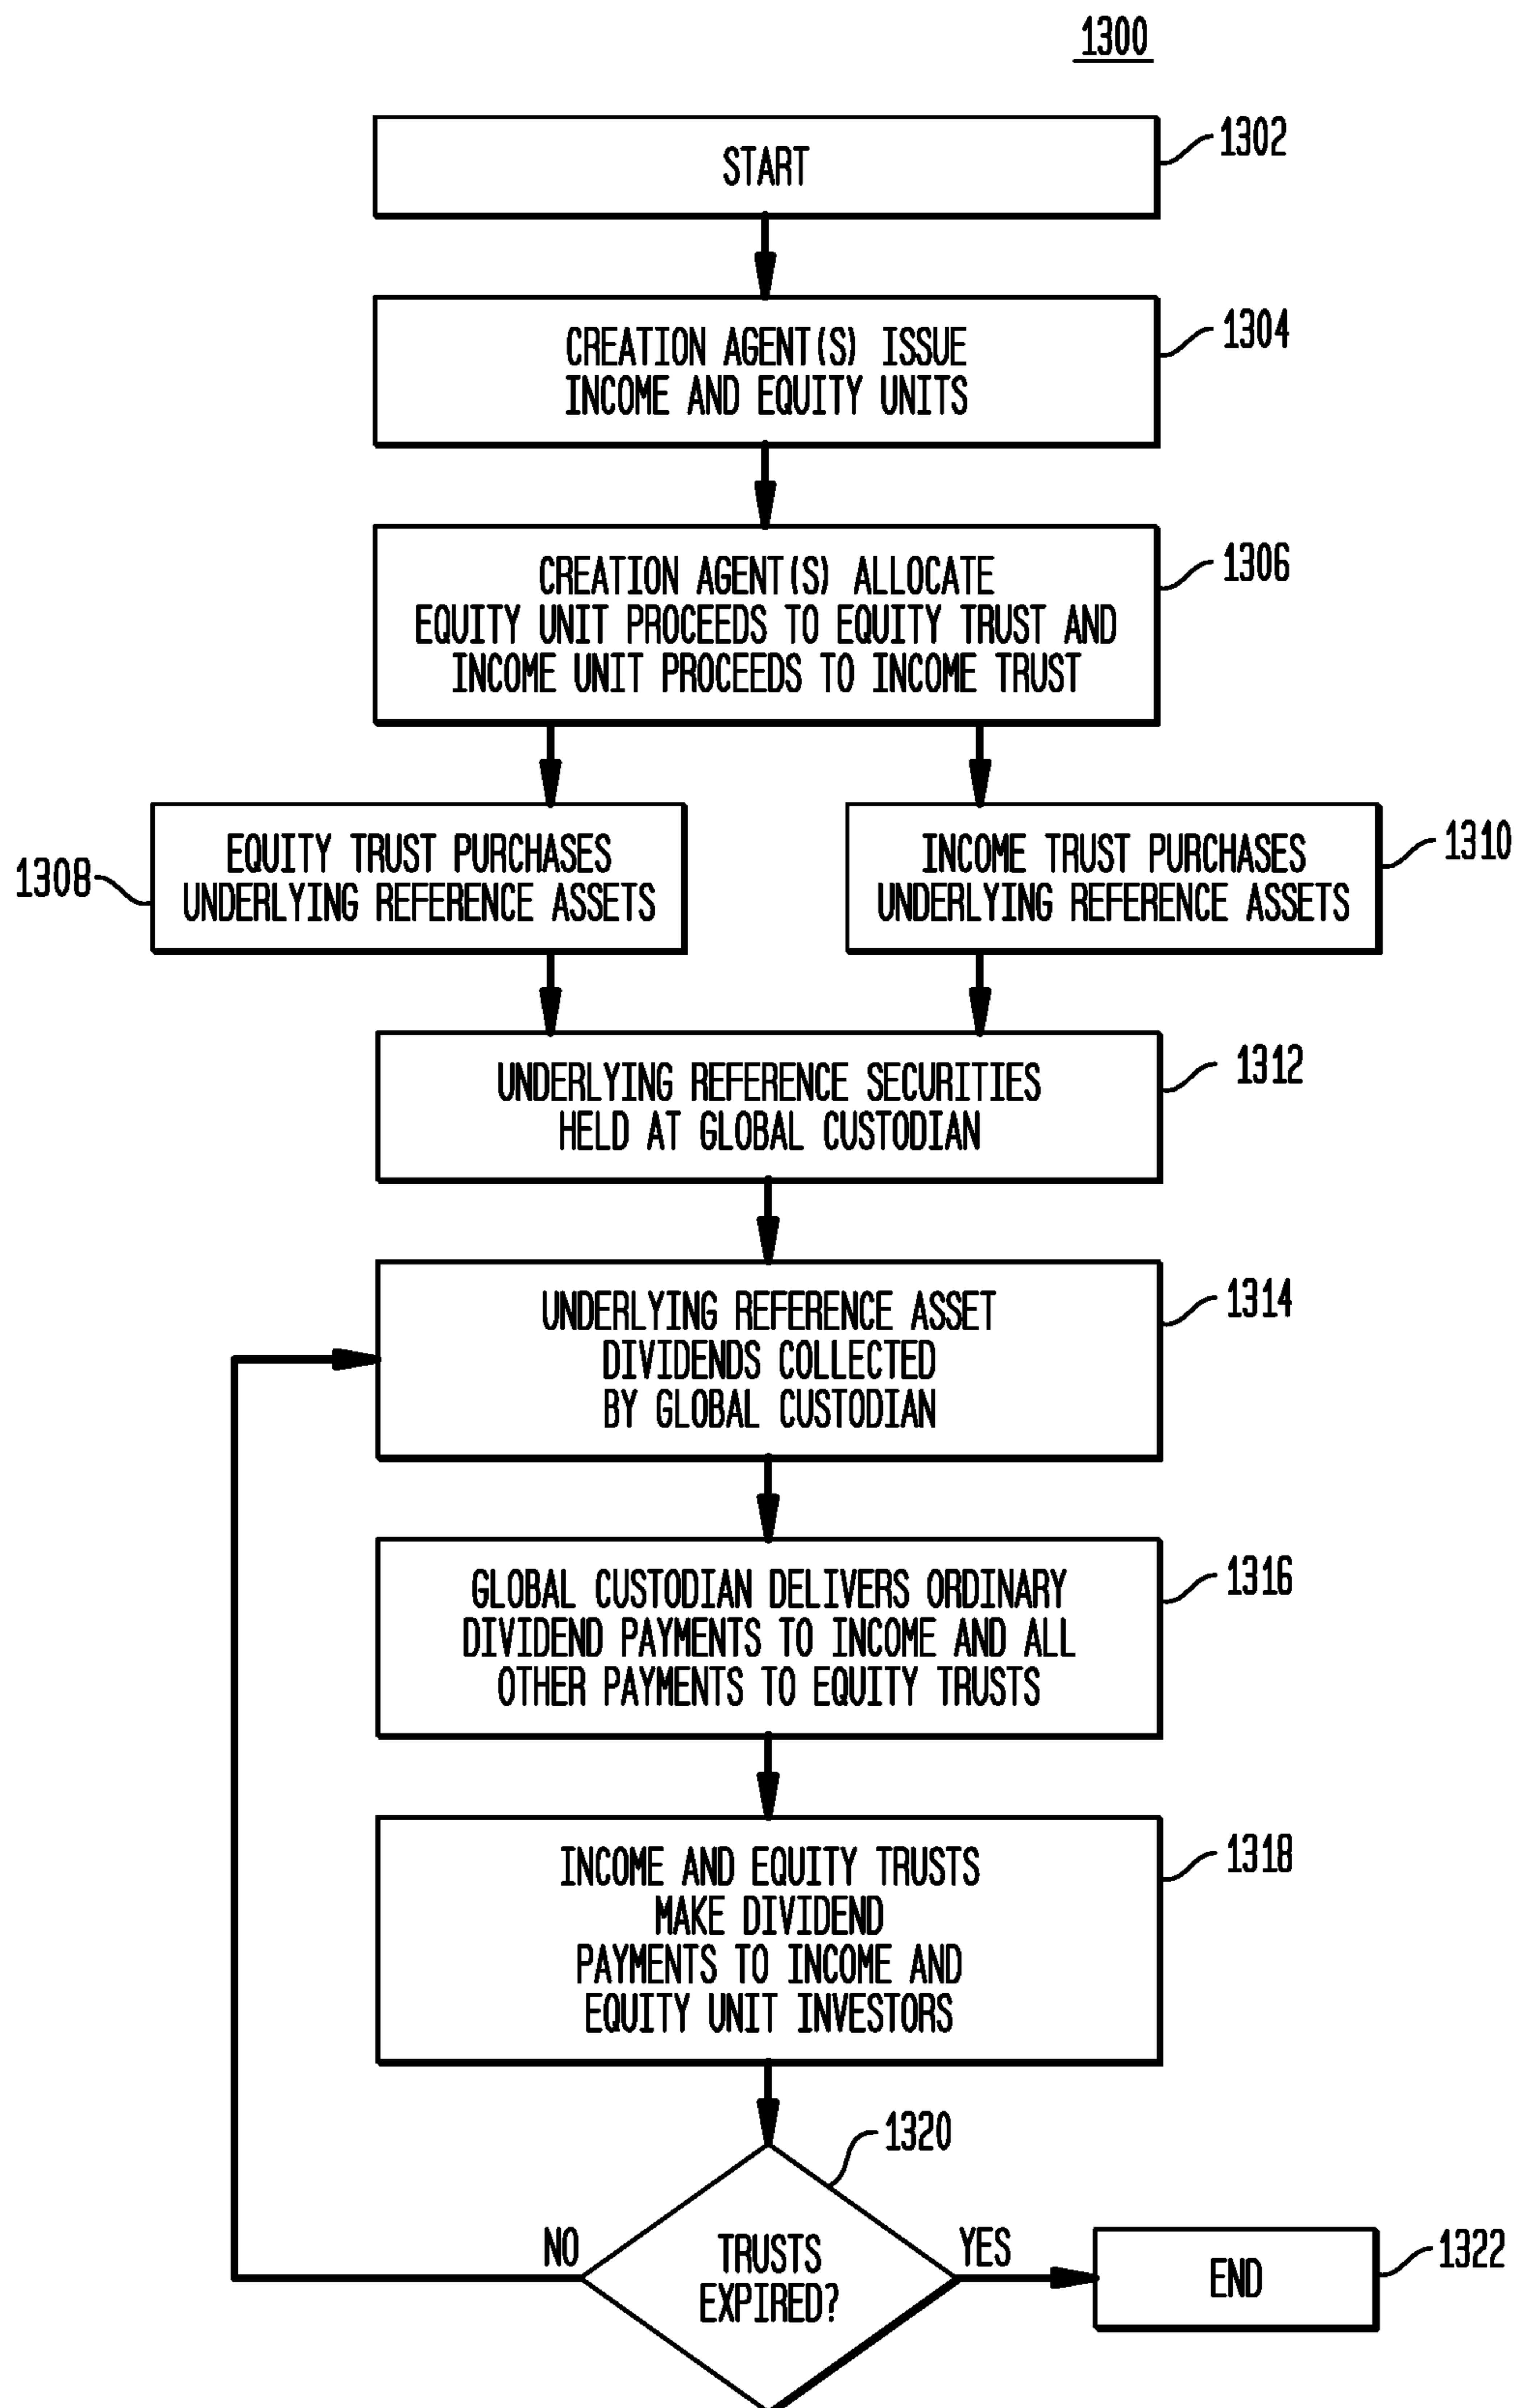 1300
START
1302
CREATION AGENT(S) ISSUE
INCOME AND EQUITY UNITS
1304
CREATION AGENT(S) ALLOCATE
EQUITY UNIT PROCEEDS TO EQUITY TRUST AND
INCOME UNIT PROCEEDS TO INCOME TRUST
1306
1308
EQUITY TRUST PURCHASES
UNDERLYING REFERENCE ASSETS
INCOME TRUST PURCHASES
UNDERLYING REFERENCE ASSETS
1310
UNDERLYING REFERENCE SECURITIES
HELD AT GLOBAL CUSTODIAN
1312
UNDERLYING REFERENCE ASSET
DIVIDENDS COLLECTED
BY GLOBAL CUSTODIAN
1314
GLOBAL CUSTODIAN DELIVERS ORDINARY
DIVIDEND PAYMENTS TO INCOME AND ALL
OTHER PAYMENTS TO EQUITY TRUSTS
1316
INCOME AND EQUITY TRUSTS
MAKE DIVIDEND
PAYMENTS TO INCOME AND
EQUITY UNIT INVESTORS
1318
1320
NO
TRUSTS
EXPIRED?
YES
END
1322